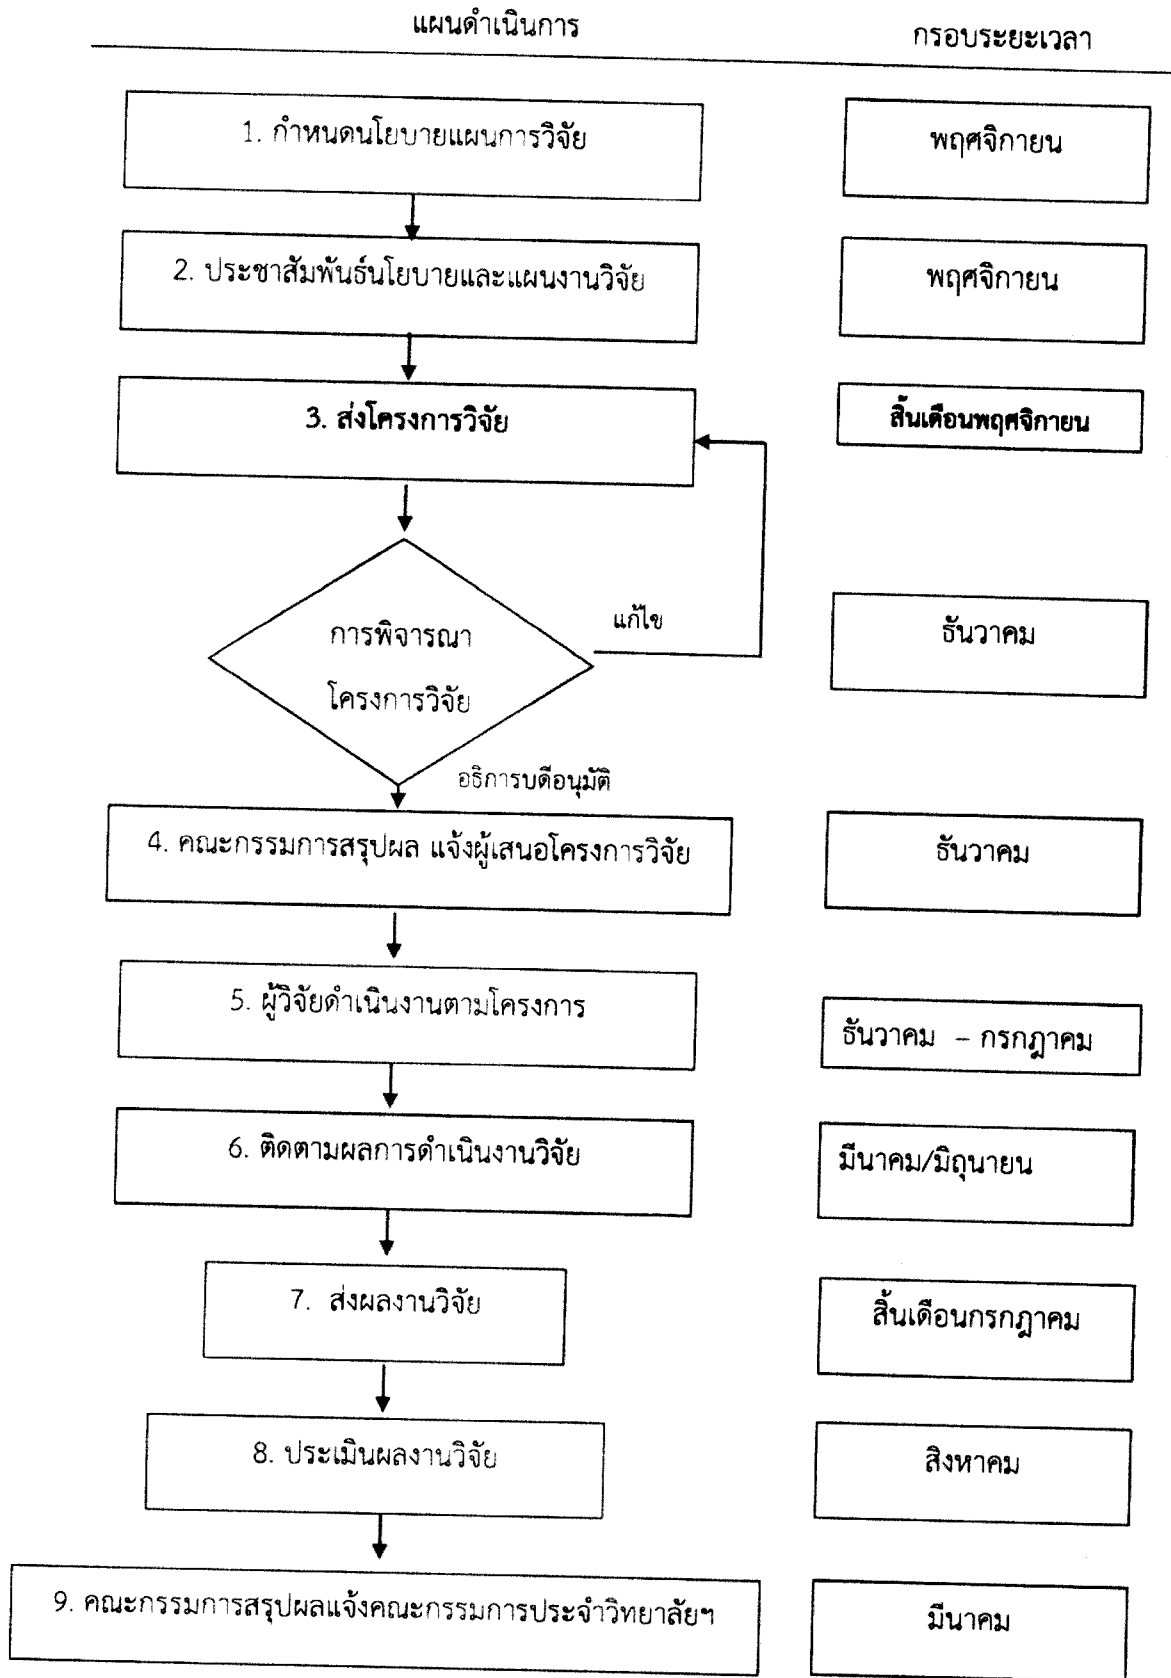 แผนดำเนินการ
กรอบระยะเวลา
1. กำหนดนโยบายแผนการวิจัย
พฤศจิกายน
2. ประชาสัมพันธ์นโยบายและแผนงานวิจัย
พฤศจิกายน
3. ส่งโครงการวิจัย
สิ้นเดือนพฤศจิกายน
แก้ไข
การพิจารณา
โครงการวิจัย
ธันวาคม
อธิการบดีอนุมัติ
4. คณะกรรมการสรุปผล แจ้งผู้เสนอโครงการวิจัย
ธันวาคม
5. ผู้วิจัยดำเนินงานตามโครงการ
ธันวาคม – กรกฎาคม
6. ติดตามผลการดำเนินงานวิจัย
มีนาคม/มิถุนายน
7. ส่งผลงานวิจัย
สิ้นเดือนกรกฎาคม
8. ประเมินผลงานวิจัย
สิงหาคม
9. คณะกรรมการสรุปผลแจ้งคณะกรรมการประจำวิทยาลัยฯ
มีนาคม